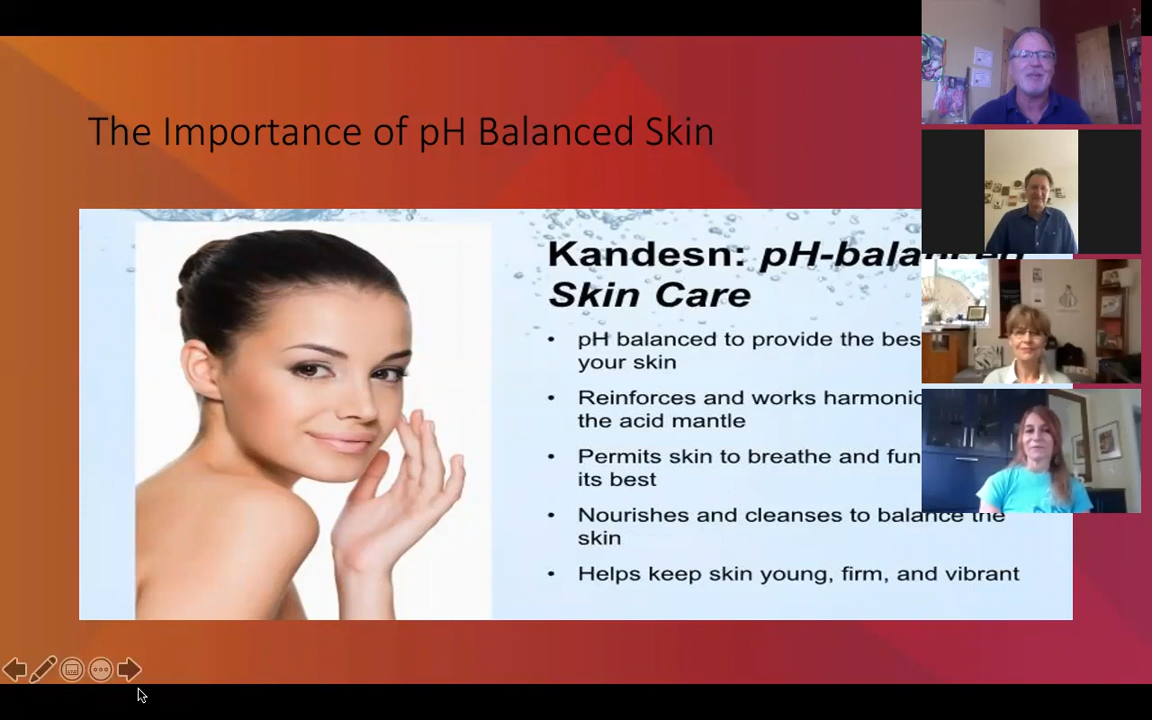 The Importance of pH Balanced Skin
Kandesn: pH-balanced
Skin Care
• pH balanced to provide the bes
your skin
• Reinforces and works harmonic
the acid mantle
• Permits skin to breathe and fun
its best
• Nourishes and cleanses to balance the
skin
• Helps keep skin young, firm, and vibrant